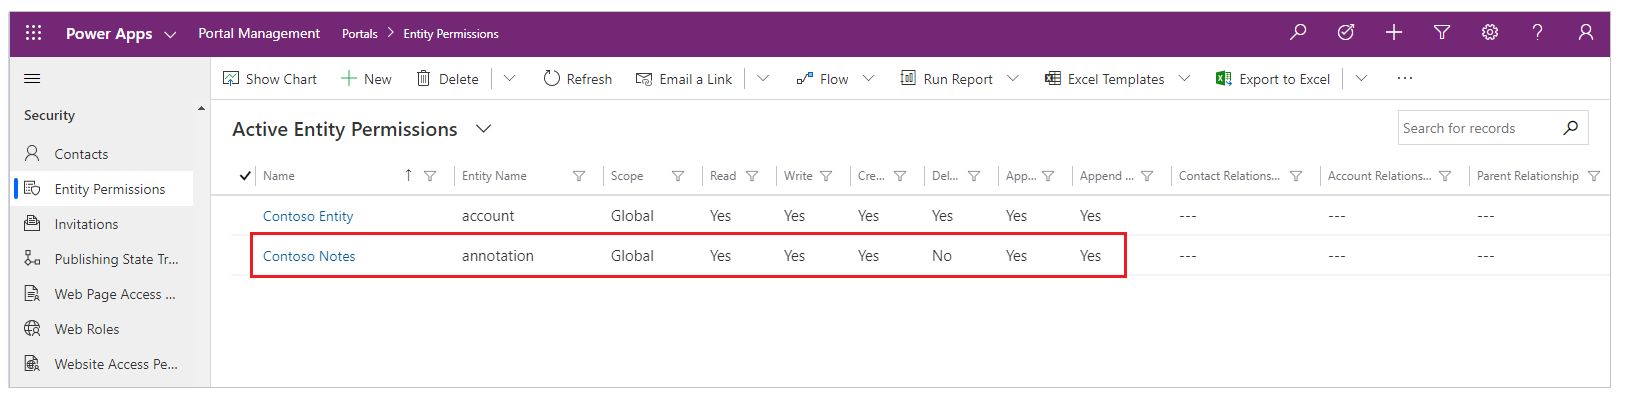 Power Apps Portal Management Portals > Entity Permissions
Show Chart New Delete Refresh Email a Link Flow Run Report Excel Templates Export to Excel ...
Security
Contacts
Entity Permissions
Invitations
Publishing State Tr...
Web Page Access ...
Web Roles
Website Access Pe...
Active Entity Permissions
Search for records
Name Entity Name Scope Read Write Cre... Del... App... Append ... Contact Relations... Account Relations... Parent Relationship
Contoso Entity account Global Yes Yes Yes Yes Yes Yes --- --- ---
Contoso Notes annotation Global Yes Yes Yes No Yes Yes --- --- ---